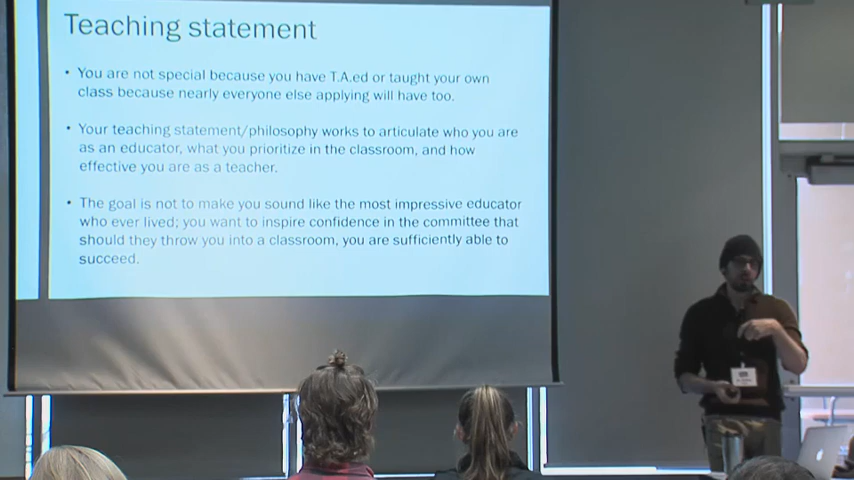 Teaching statement
• You are not special because you have T.A.ed or taught your own
class because nearly everyone else applying will have too.
• Your teaching statement/philosophy works to articulate who you are
as an educator, what you prioritize in the classroom, and how
effective you are as a teacher.
• The goal is not to make you sound like the most impressive educator
who ever lived; you want to inspire confidence in the committee that
should they throw you into a classroom, you are sufficiently able to
succeed.